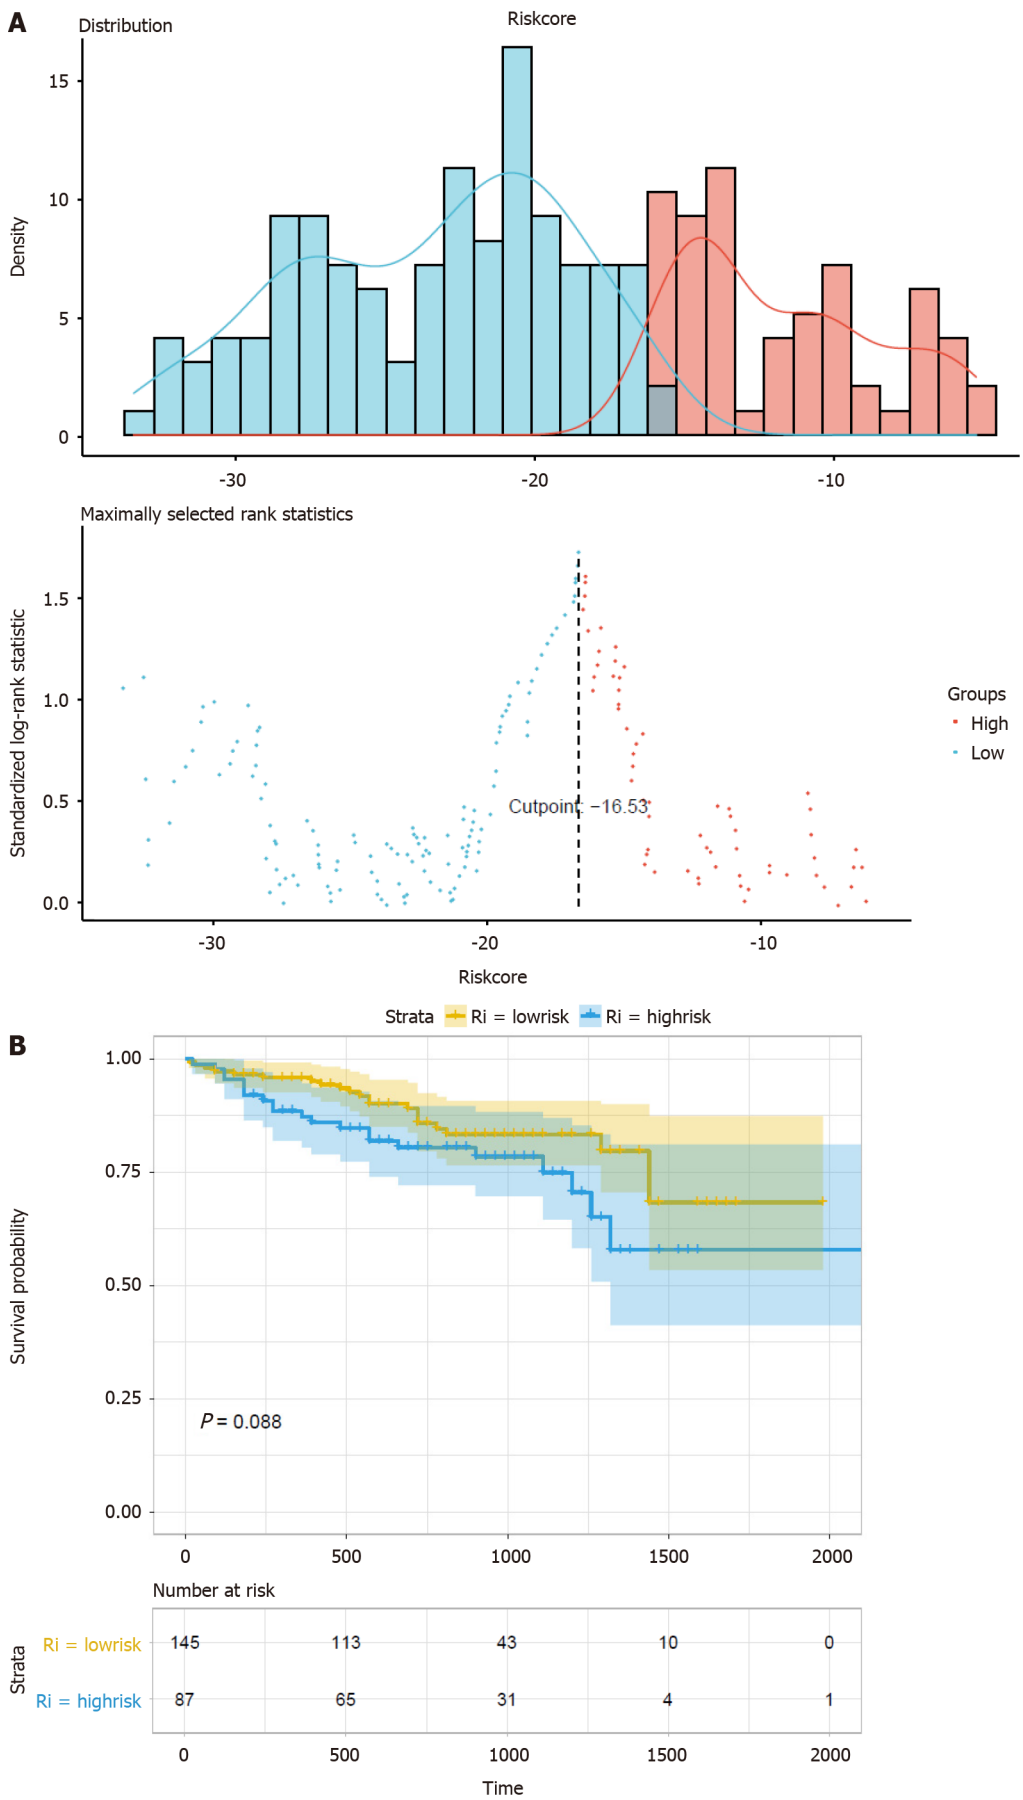 A
Distribution
Riskcore
15
10
5
0
Density
-30
-20
-10
Maximally selected rank statistics
1.5
1.0
0.5
0.0
Standardized log-rank statistic
Cutpoint: −16.53
-30
-20
-10
Riskcore
Groups
High
Low
B
Strata Ri = lowrisk Ri = highrisk
1.00
0.75
0.50
0.25
0.00
Survival probability
P = 0.088
0 500 1000 1500 2000
Number at risk
Strata
Ri = lowrisk 145 113 43 10 0
Ri = highrisk 87 65 31 4 1
0 500 1000 1500 2000
Time